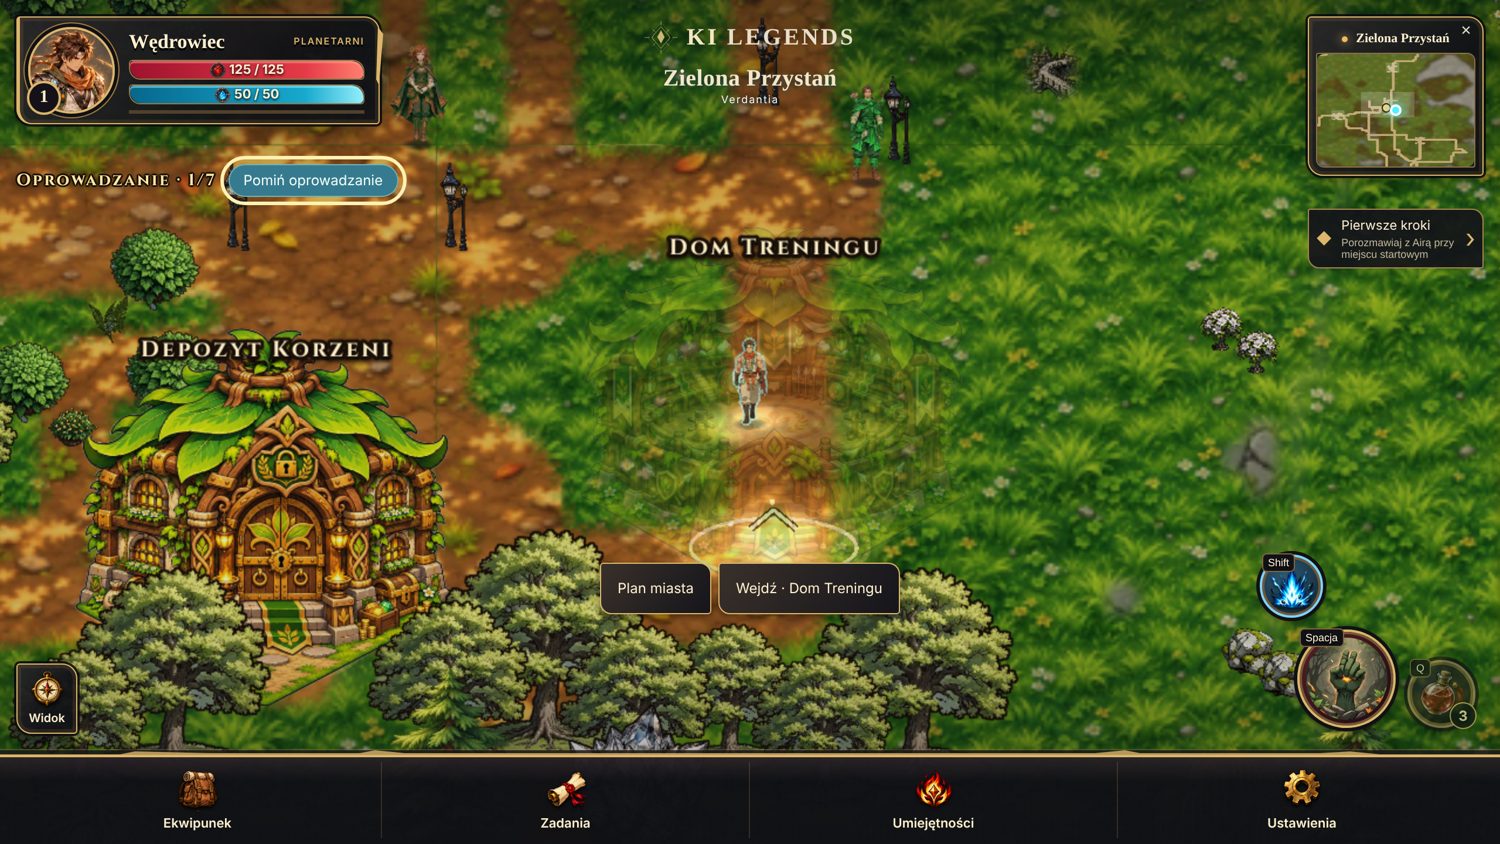 Wędrowiec
PLANETARNI
125 / 125
50 / 50
1
KI LEGENDS
Zielona Przystań
Verdantia
Zielona Przystań
Oprowadzanie · 1/7
Pomiń oprowadzanie
Pierwsze kroki
Porozmawiaj z Airą przy
miejscu startowym
Dom Treningu
Depozyt Korzeni
Plan miasta
Wejdź · Dom Treningu
Shift
Spacja
Q
3
Widok
Ekwipunek
Zadania
Umiejętności
Ustawienia